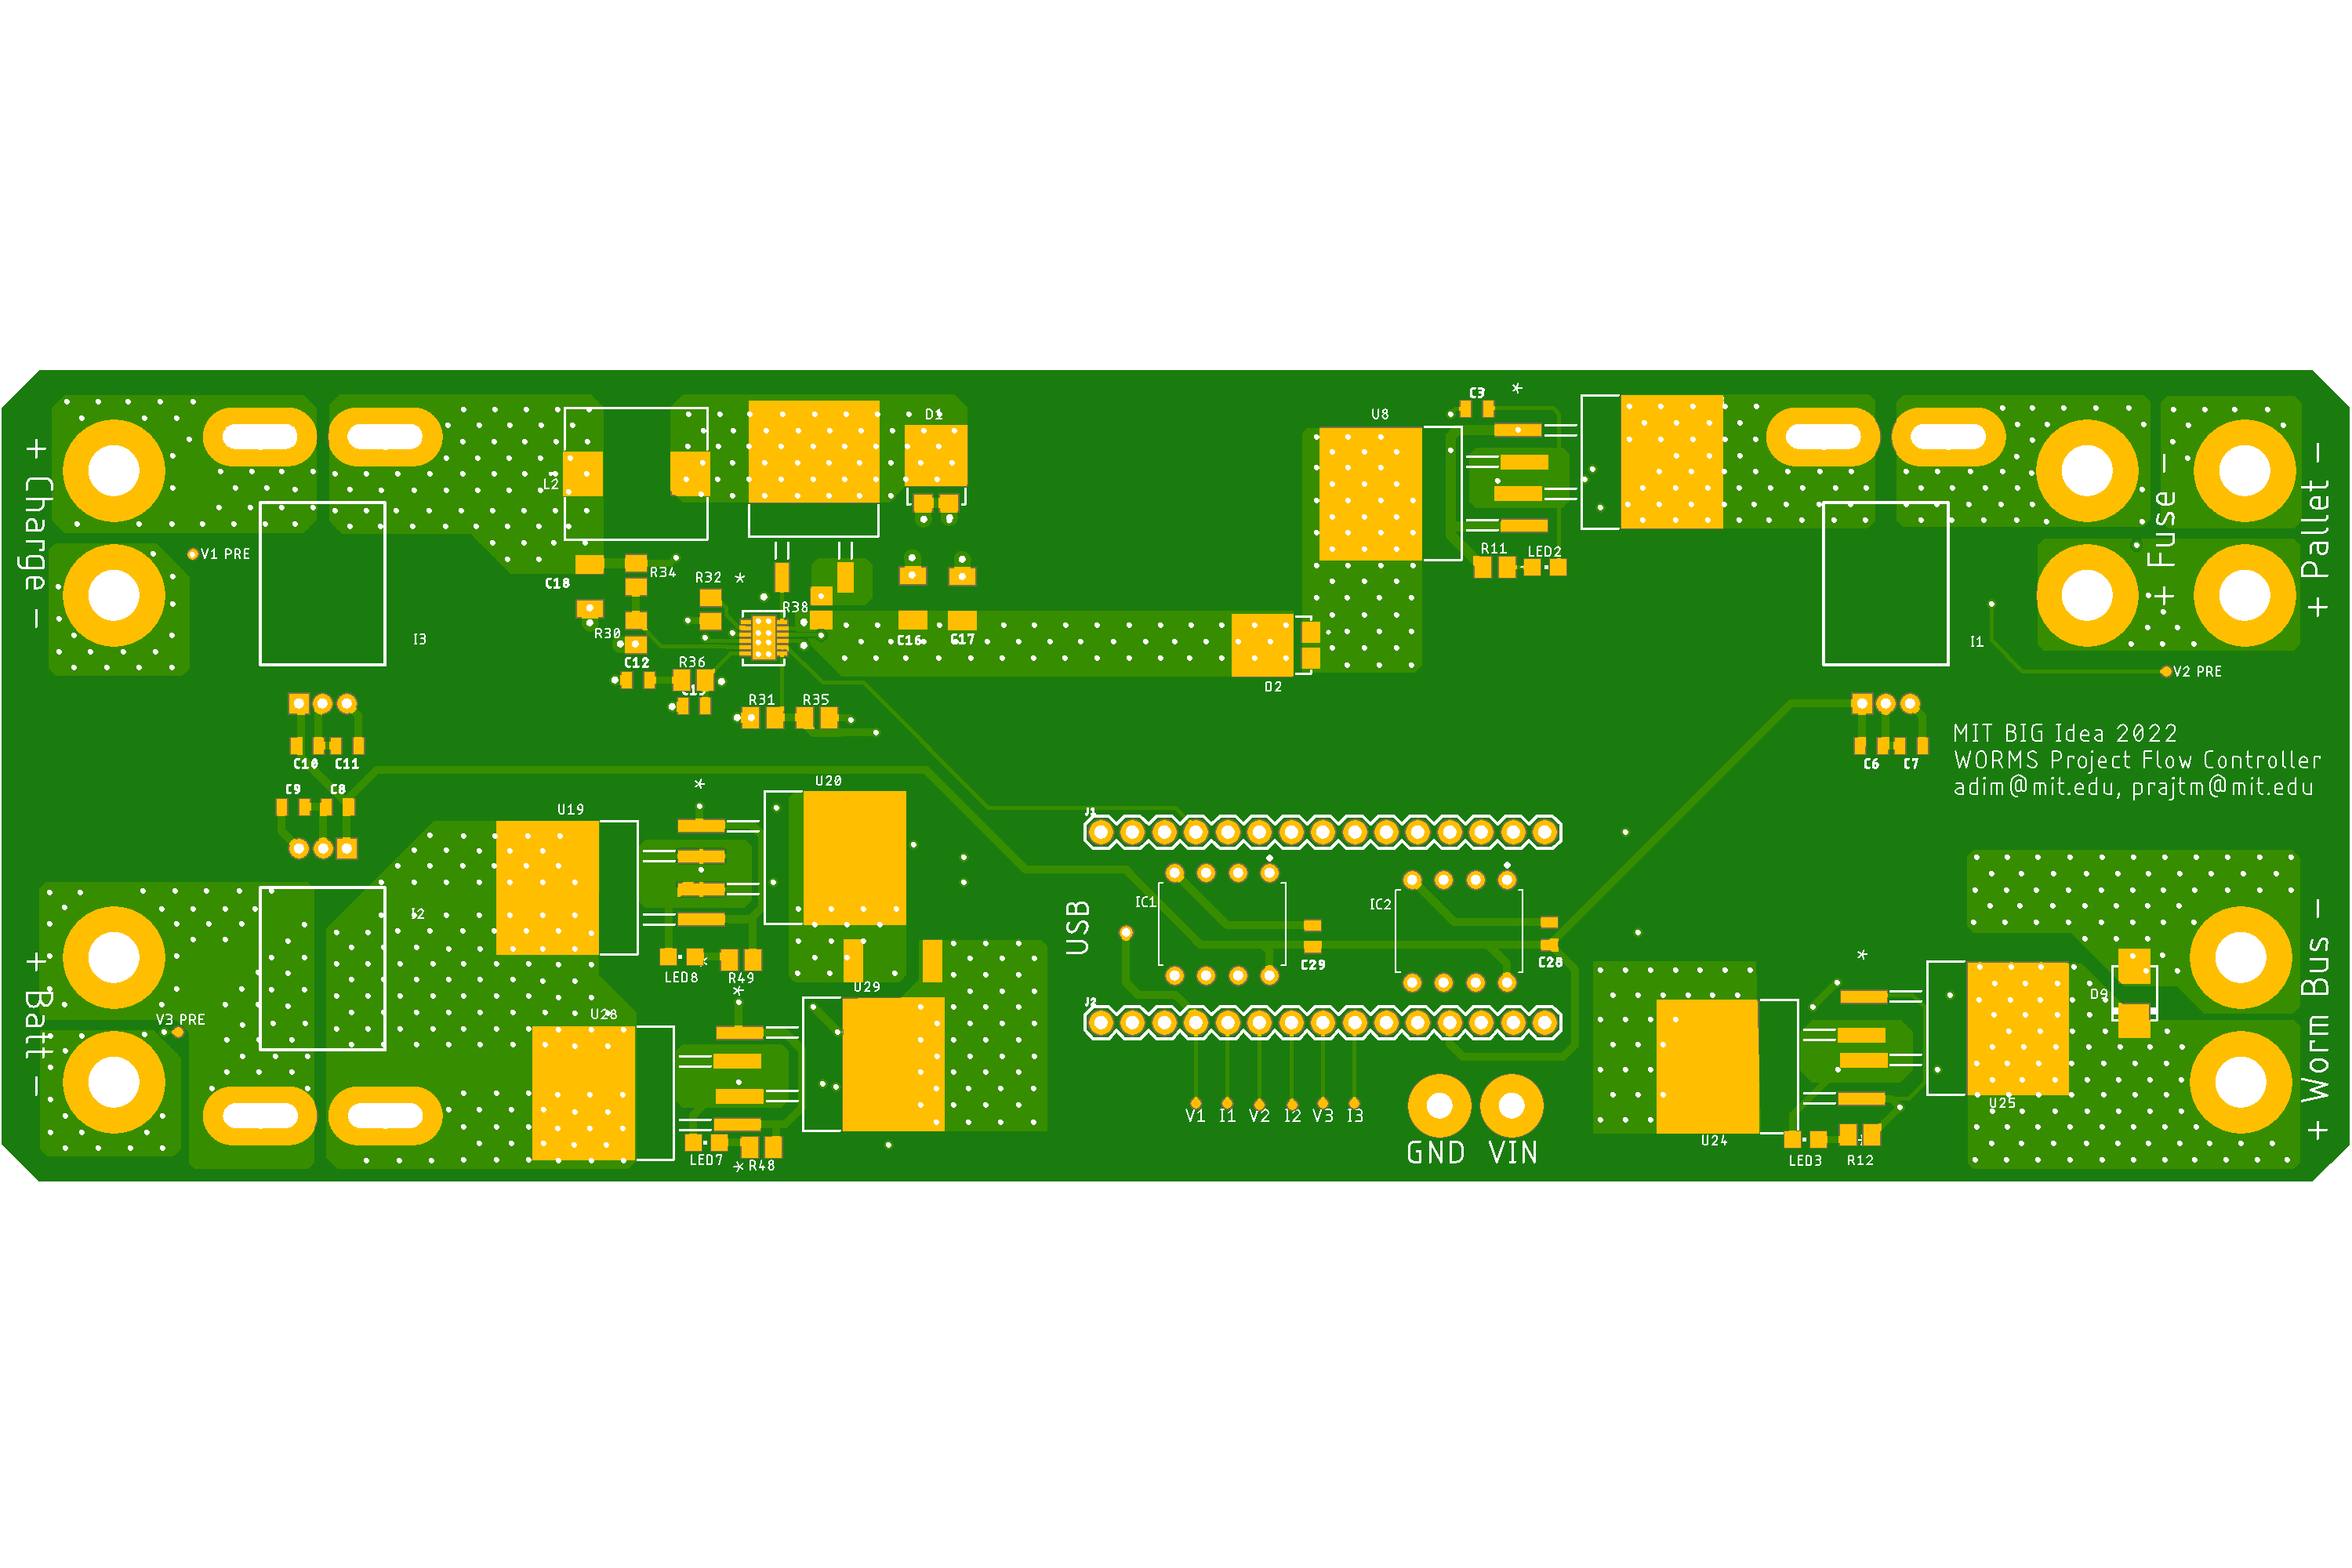 + Charge -
V1 PRE
L2
C18
R34
R30
C12
R32
*
R38
R36
R31
R35
D1
C16
C17
I3
U8
C3
*
R11
LED2
D2
+ Fuse -
+ Pallet -
I1
V2 PRE
C6
C7
MIT BIG Idea 2022
WORMS Project Flow Controller
adim@mit.edu, prajtm@mit.edu
C10
C11
C9
C8
+ Batt -
V3 PRE
I2
U19
*
U20
LED8
R49
*
U28
U29
LED7
R48
*
J1
USB
IC1
IC2
C29
C28
J2
V1 I1 V2 I2 V3 I3
GND VIN
*
U24
U25
LED3
R12
D9
+ Worm Bus -